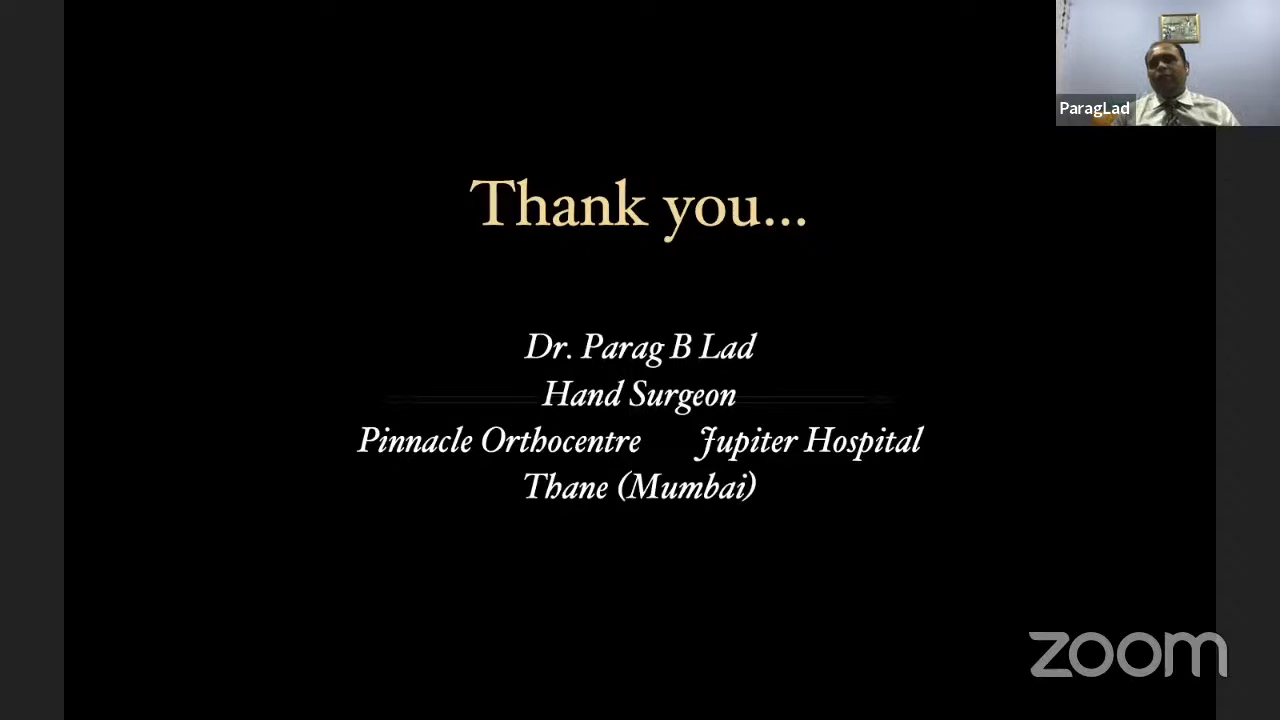 ParagLad
Thank you...
Dr. Parag B Lad
Hand Surgeon
Pinnacle Orthocentre Jupiter Hospital
Thane (Mumbai)
zoom